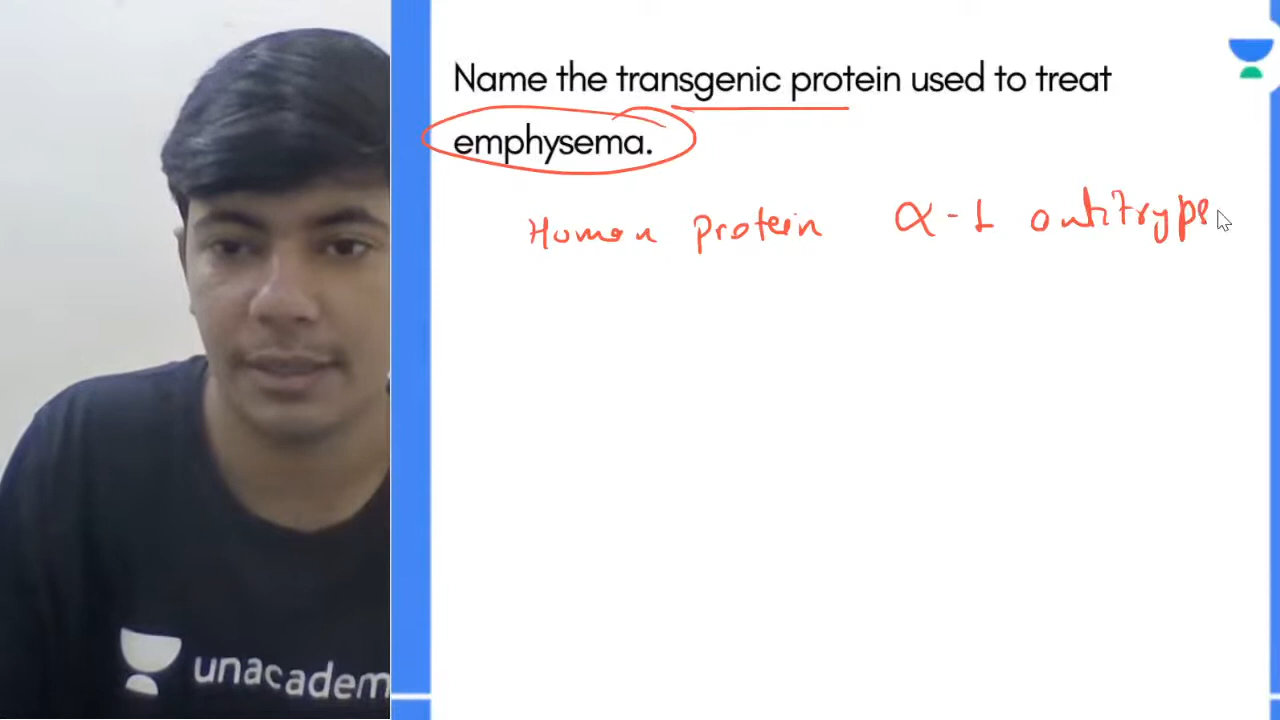 Name the transgenic protein used to treat
emphysema.
Human protein α-1 antitryps
unacadem